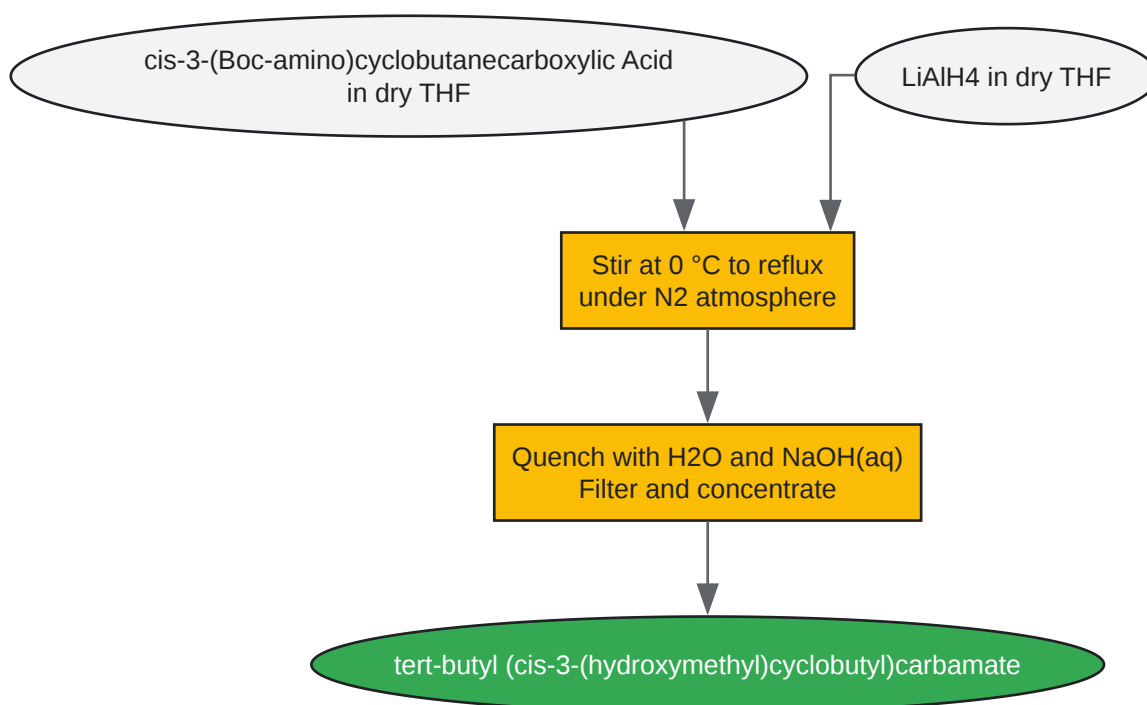 cis-3-(Boc-amino)cyclobutanecarboxylic Acid
in dry THF
LiAlH4 in dry THF
Stir at 0 °C to reflux
under N2 atmosphere
Quench with H2O and NaOH(aq)
Filter and concentrate
tert-butyl (cis-3-(hydroxymethyl)cyclobutyl)carbamate